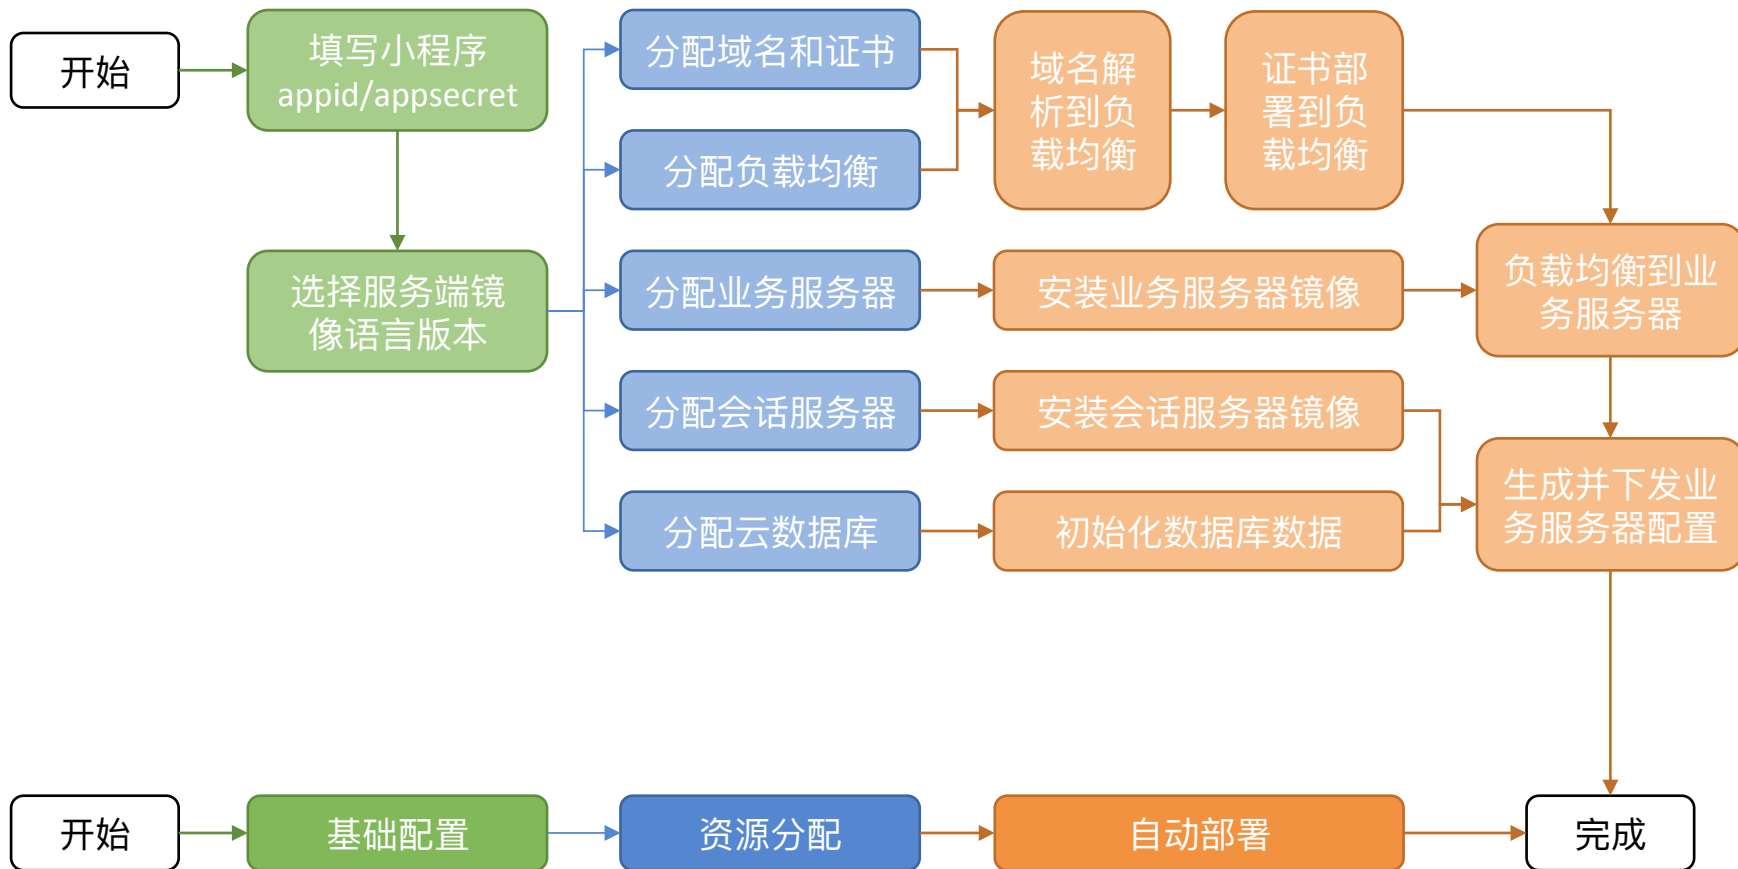 开始
填写小程序
appid/appsecret
选择服务端镜
像语言版本
分配域名和证书
分配负载均衡
分配业务服务器
分配会话服务器
分配云数据库
域名解
析到负
载均衡
证书部
署到负
载均衡
安装业务服务器镜像
安装会话服务器镜像
初始化数据库数据
负载均衡到业
务服务器
生成并下发业
务服务器配置
开始
基础配置
资源分配
自动部署
完成